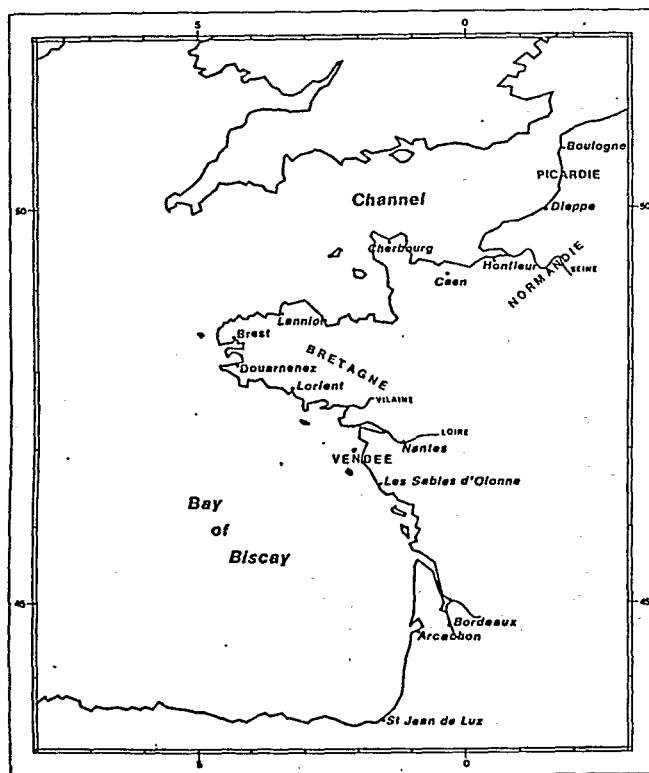 5
0
Boulogne
PICARDIE
Dieppe
50
50
Channel
Cherbourg
Honfleur
SEINE
Caen
NORMANDIE
Lannion
Brest
BRETAGNE
Douarnenez
Lorient
VILAINE
LOIRE
Nantes
VENDEE
Les Sables d'Olonne
Bay
of
Biscay
45
45
Bordeaux
Arcachon
St Jean de Luz
5
0